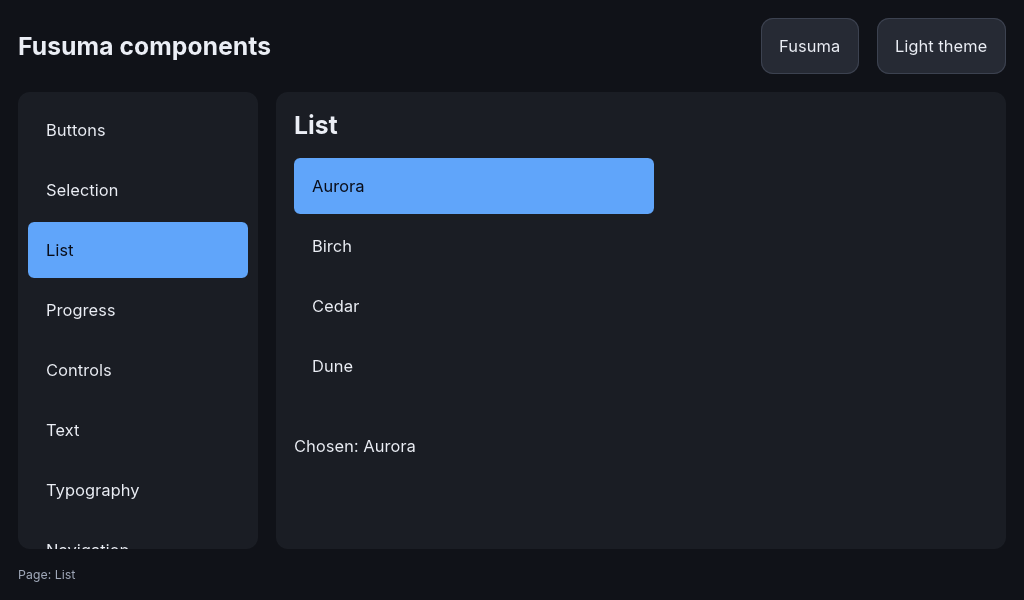 Fusuma components
Fusuma
Light theme
Buttons
Selection
List
Progress
Controls
Text
Typography
Navigation
List
Aurora
Birch
Cedar
Dune
Chosen: Aurora
Page: List